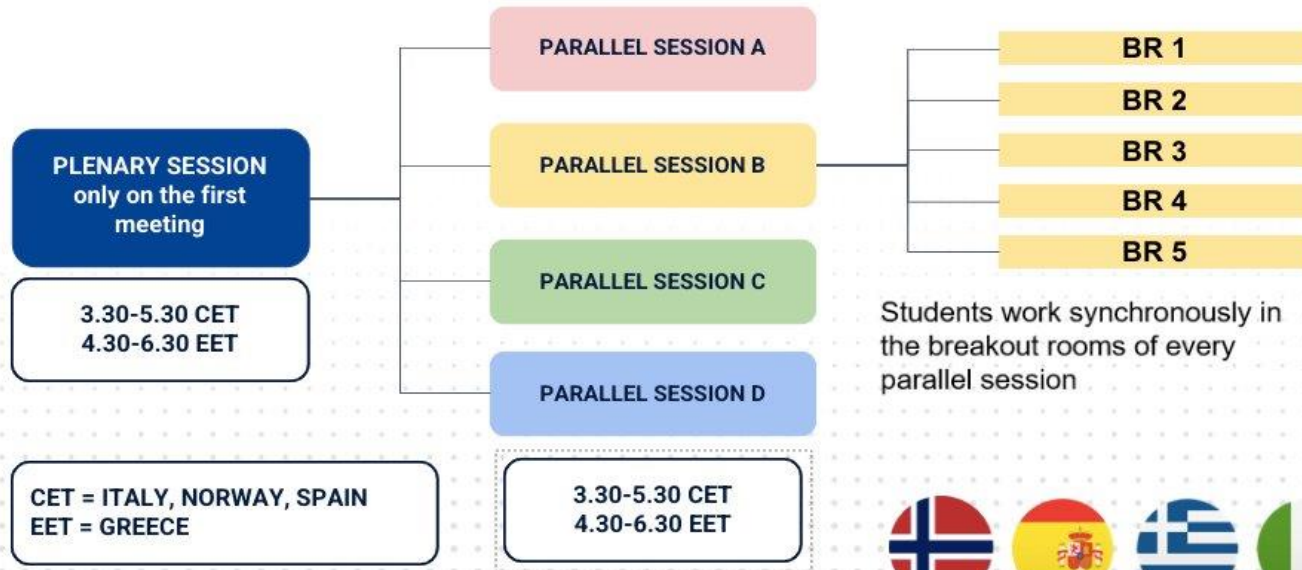 PLENARY SESSION
only on the first
meeting
3.30-5.30 CET
4.30-6.30 EET
CET = ITALY, NORWAY, SPAIN
EET = GREECE
PARALLEL SESSION A
PARALLEL SESSION B
PARALLEL SESSION C
PARALLEL SESSION D
3.30-5.30 CET
4.30-6.30 EET
BR 1
BR 2
BR 3
BR 4
BR 5
Students work synchronously in
the breakout rooms of every
parallel session